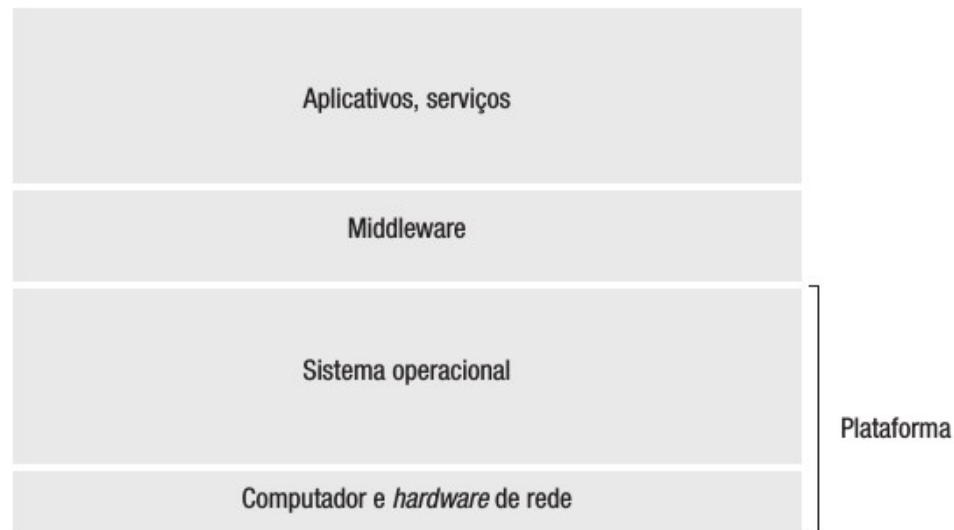 Aplicativos, serviços
Middleware
Sistema operacional
Plataforma
Computador e hardware de rede